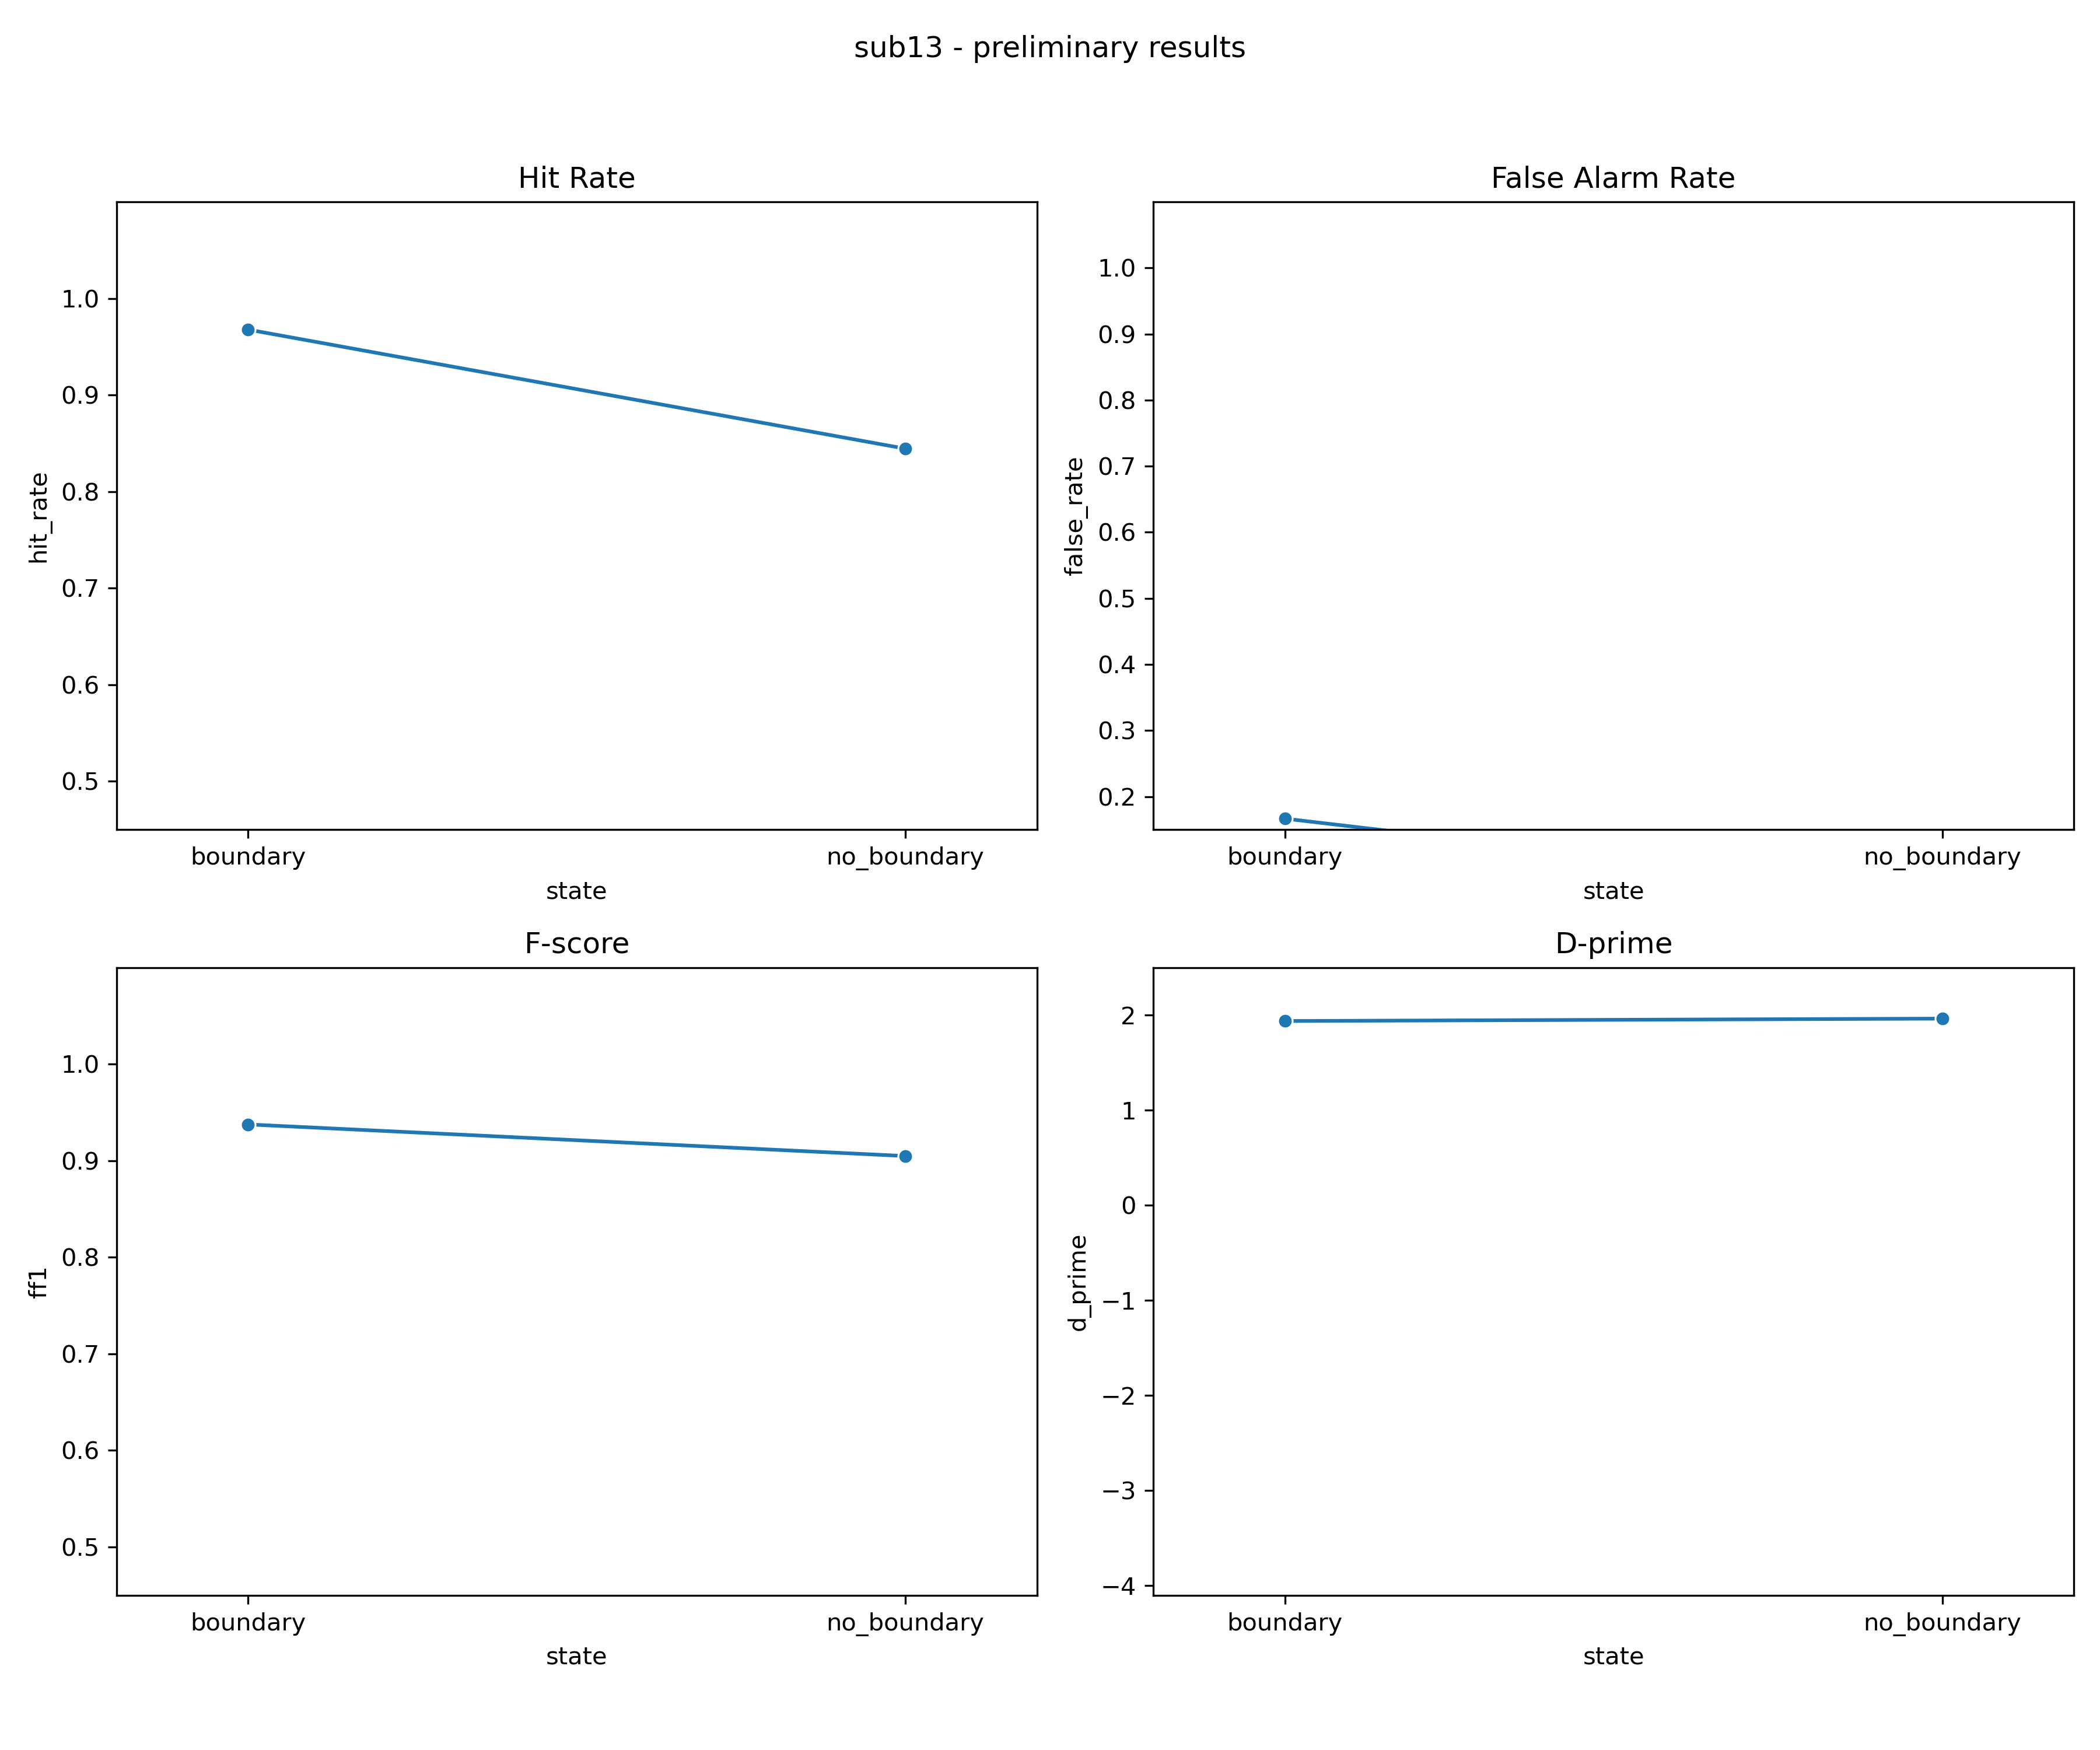 sub13 - preliminary results
Hit Rate
1.0
0.9
0.8
0.7
0.6
0.5
hit_rate
boundary
no_boundary
state
False Alarm Rate
1.0
0.9
0.8
0.7
0.6
0.5
0.4
0.3
0.2
false_rate
boundary
no_boundary
state
F-score
1.0
0.9
0.8
0.7
0.6
0.5
ff1
boundary
no_boundary
state
D-prime
2
1
0
−1
−2
−3
−4
d_prime
boundary
no_boundary
state